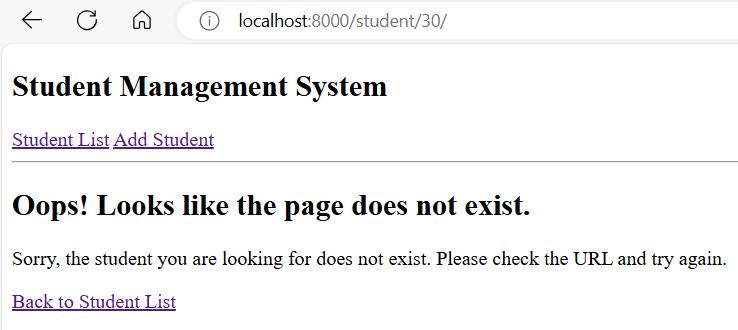 localhost:8000/student/30/
Student Management System
Student List Add Student
Oops! Looks like the page does not exist.
Sorry, the student you are looking for does not exist. Please check the URL and try again.
Back to Student List